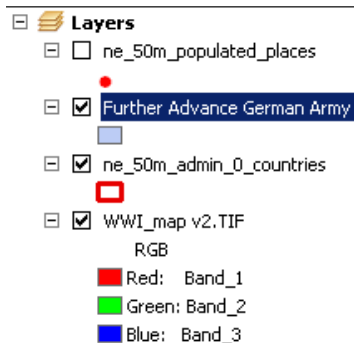 Layers
ne_50m_populated_places
Further Advance German Army
ne_50m_admin_0_countries
WWI_map v2.TIF
RGB
Red: Band_1
Green: Band_2
Blue: Band_3